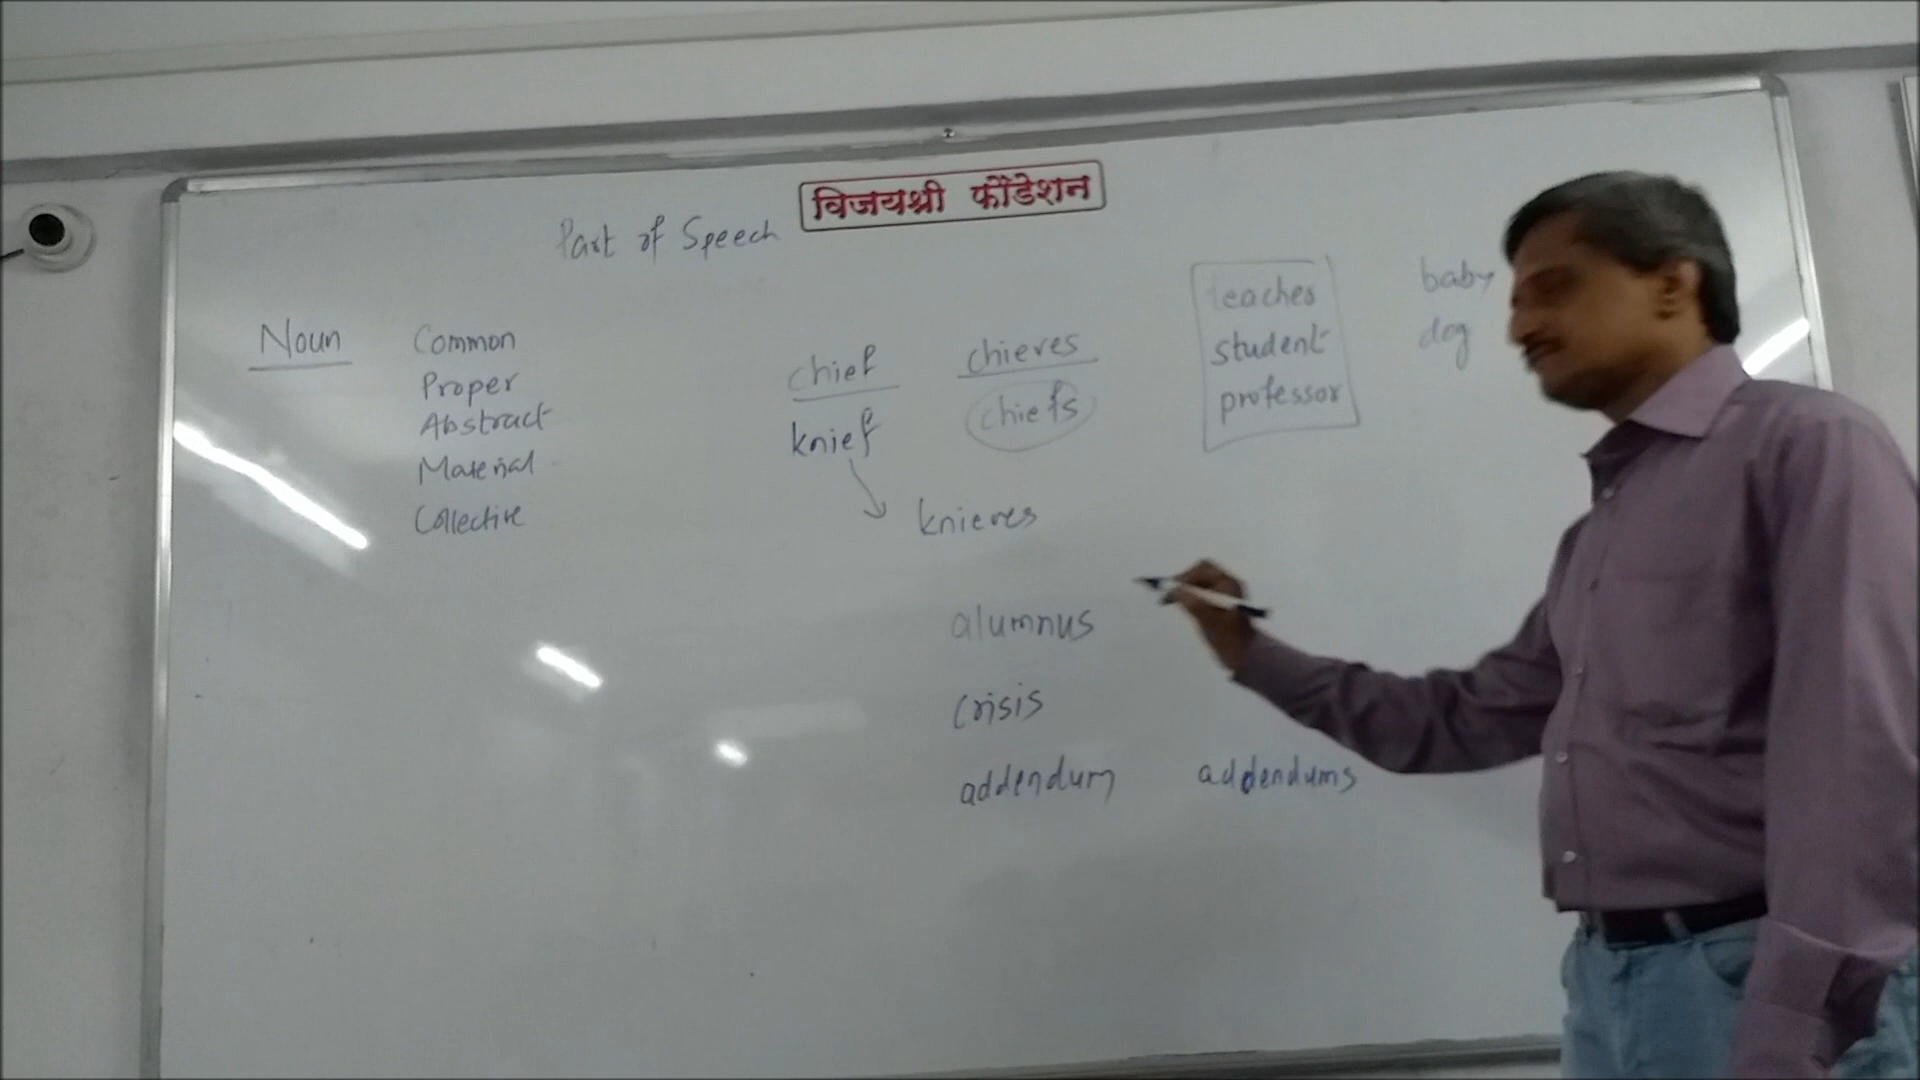 विजयश्री फौंडेशन
Part of Speech
Noun
Common
Proper
Abstract
Material
Collective
chief chieves
knief chiefs
knieves
teacher
student
professor
baby
dog
alumnus
crisis
addendum addendums